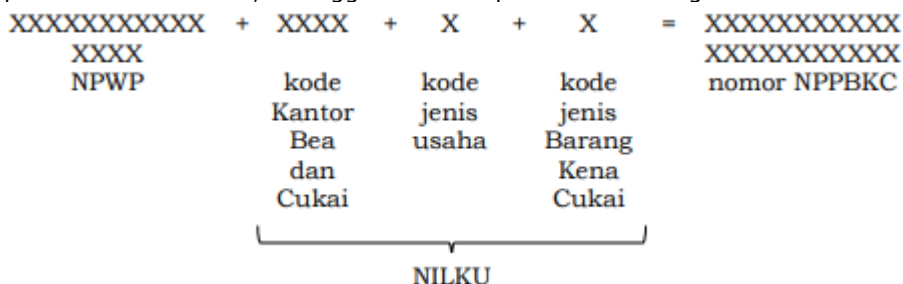 XXXXXXXXXXX + XXXX + X + X = XXXXXXXXXXX
XXXX XXXXXXXXXXX
NPWP kode kode kode nomor NPPBKC
Kantor jenis jenis
Bea usaha Barang
dan Kena
Cukai Cukai
NILKU